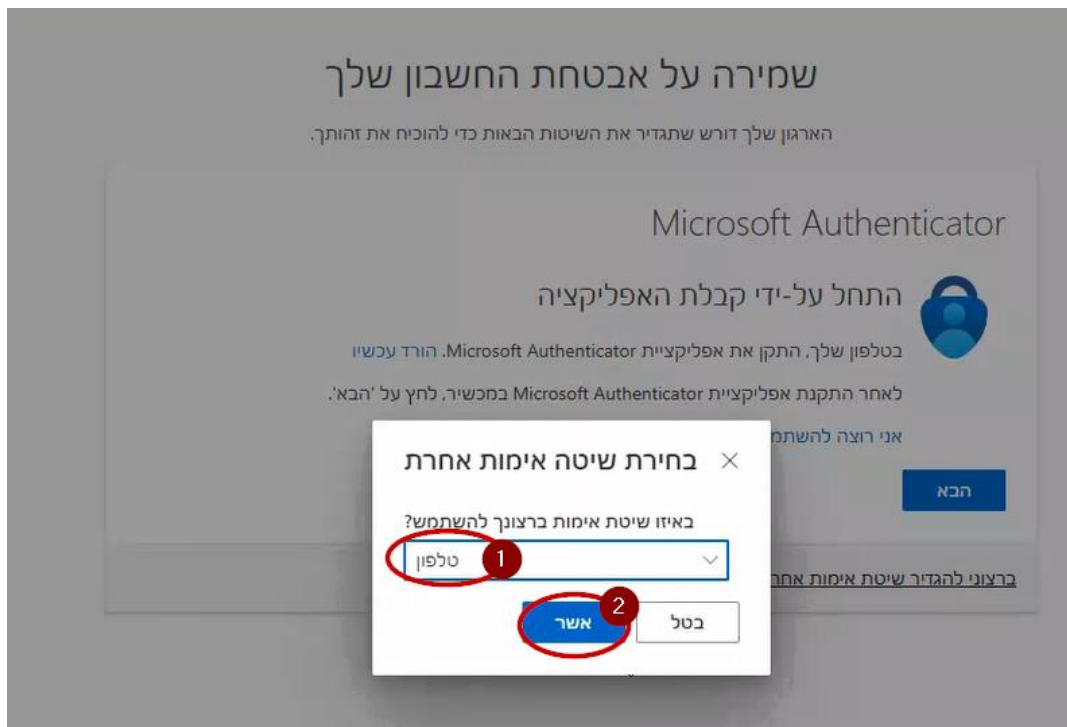 שמירה על אבטחת החשבון שלך
הארגון שלך דורש שתגדיר את השיטות הבאות כדי להוכיח את זהותך.
Microsoft Authenticator
התחל על-ידי קבלת האפליקציה
בטלפון שלך, התקן את אפליקציית Microsoft Authenticator. הורד עכשיו
לאחר התקנת אפליקציית Microsoft Authenticator במכשיר, לחץ על 'הבא'.
אני רוצה
הבא
ברצוני להגדיר שיטת אימות
בחירת שיטה אימות אחרת
באיזו שיטת אימות ברצונך להשתמש?
טלפון 1
2
אשר בטל